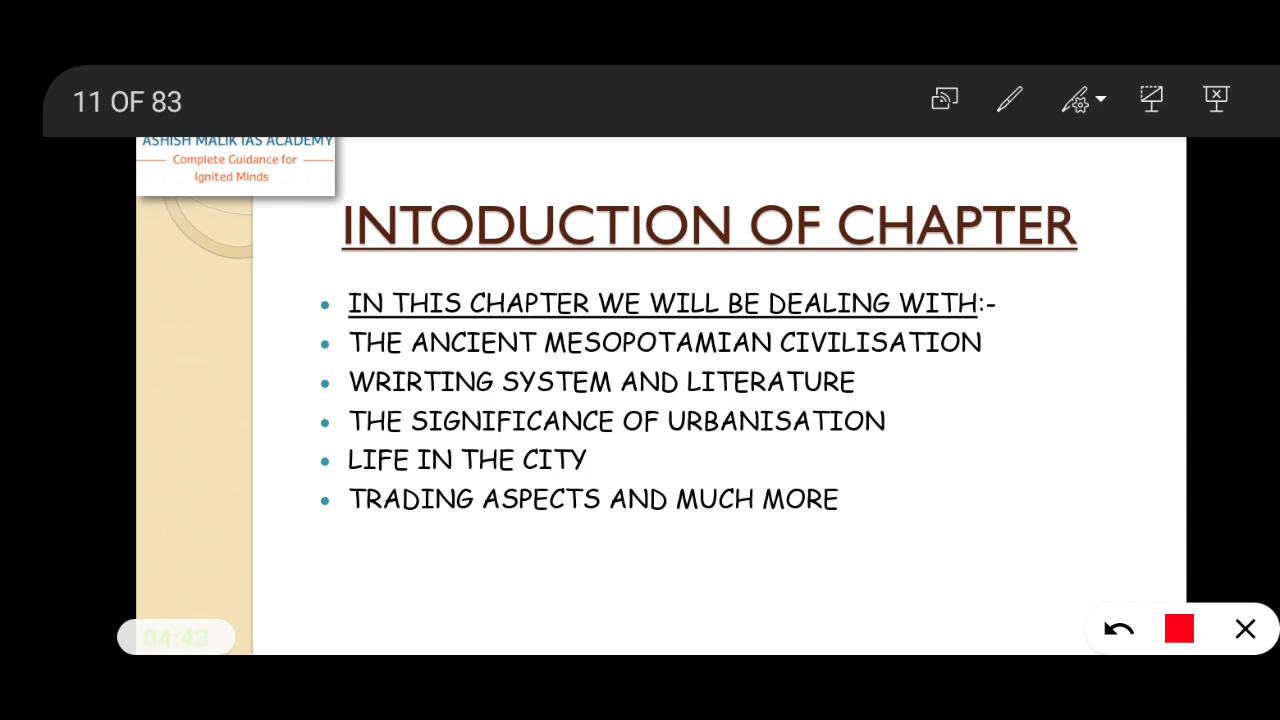 11 OF 83
ASHISH MALIK IAS ACADEMY
Complete Guidance for
Ignited Minds
INTODUCTION OF CHAPTER
IN THIS CHAPTER WE WILL BE DEALING WITH:-
THE ANCIENT MESOPOTAMIAN CIVILISATION
WRIRTING SYSTEM AND LITERATURE
THE SIGNIFICANCE OF URBANISATION
LIFE IN THE CITY
TRADING ASPECTS AND MUCH MORE
04:43